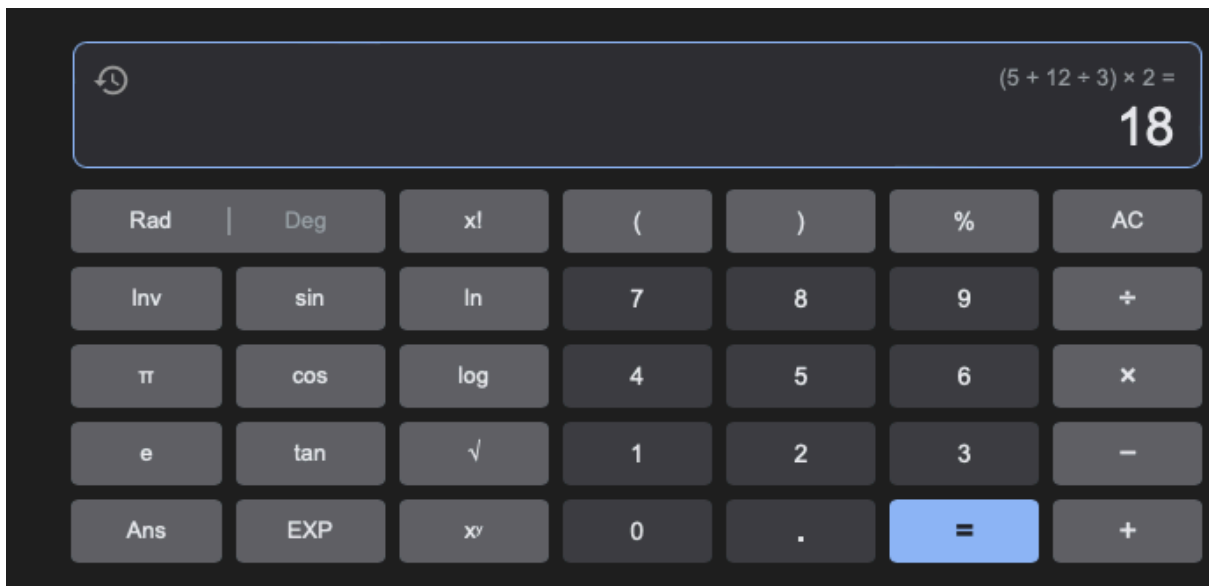 (5 + 12 ÷ 3) × 2 =
18
Rad | Deg x! ( ) % AC
Inv sin ln 7 8 9 ÷
π cos log 4 5 6 ×
e tan √ 1 2 3 −
Ans EXP xʸ 0 . = +